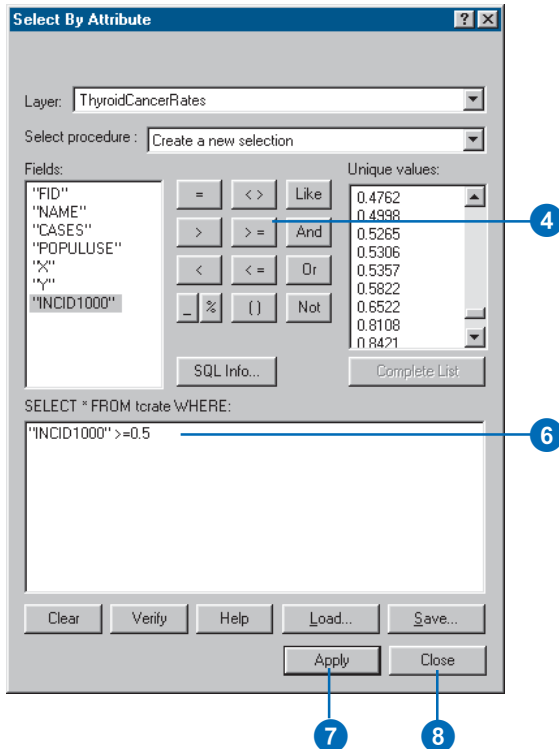 Select By Attribute
? ×
Layer: ThyroidCancerRates
Select procedure : Create a new selection
Fields:
"FID"
"NAME"
"CASES"
"POPULUSE"
"X"
"Y"
"INCID1000"
= < > Like
> > = And
< < = Or
_ % ( ) Not
SQL Info...
Unique values:
0.4762
0.4998
0.5265
0.5306
0.5357
0.5822
0.6522
0.8108
0.8421
Complete List
4
SELECT * FROM tcrate WHERE:
"INCID1000" >=0.5
6
Clear Verify Help Load... Save...
Apply Close
7 8